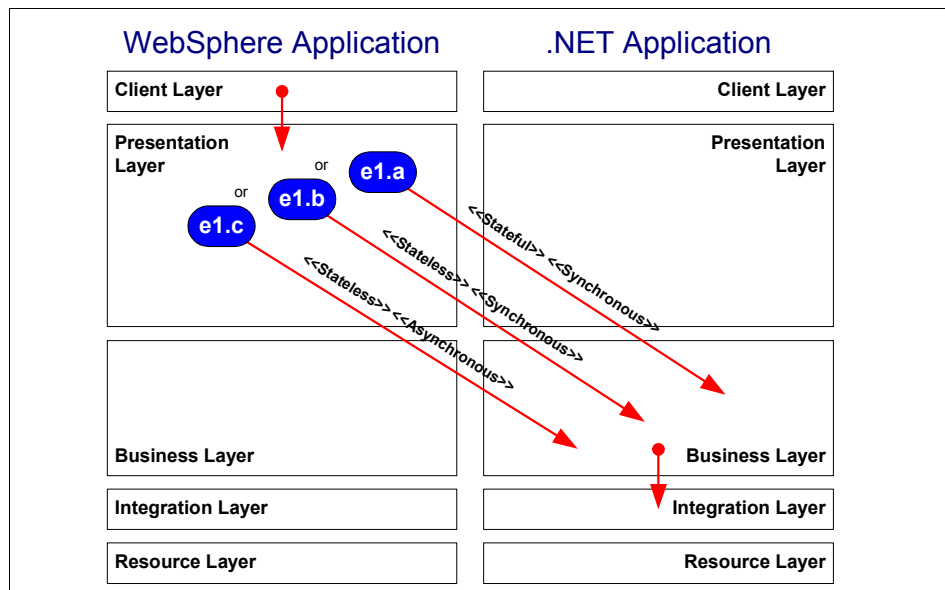 WebSphere Application
.NET Application
Client Layer
Client Layer
Presentation
Layer
Presentation
Layer
or
e1.a
or
e1.b
e1.c
<<Stateful>> <<Synchronous>>
<<Stateless>> <<Synchronous>>
<<Stateless>> <<Asynchronous>>
Business Layer
Business Layer
Integration Layer
Integration Layer
Resource Layer
Resource Layer